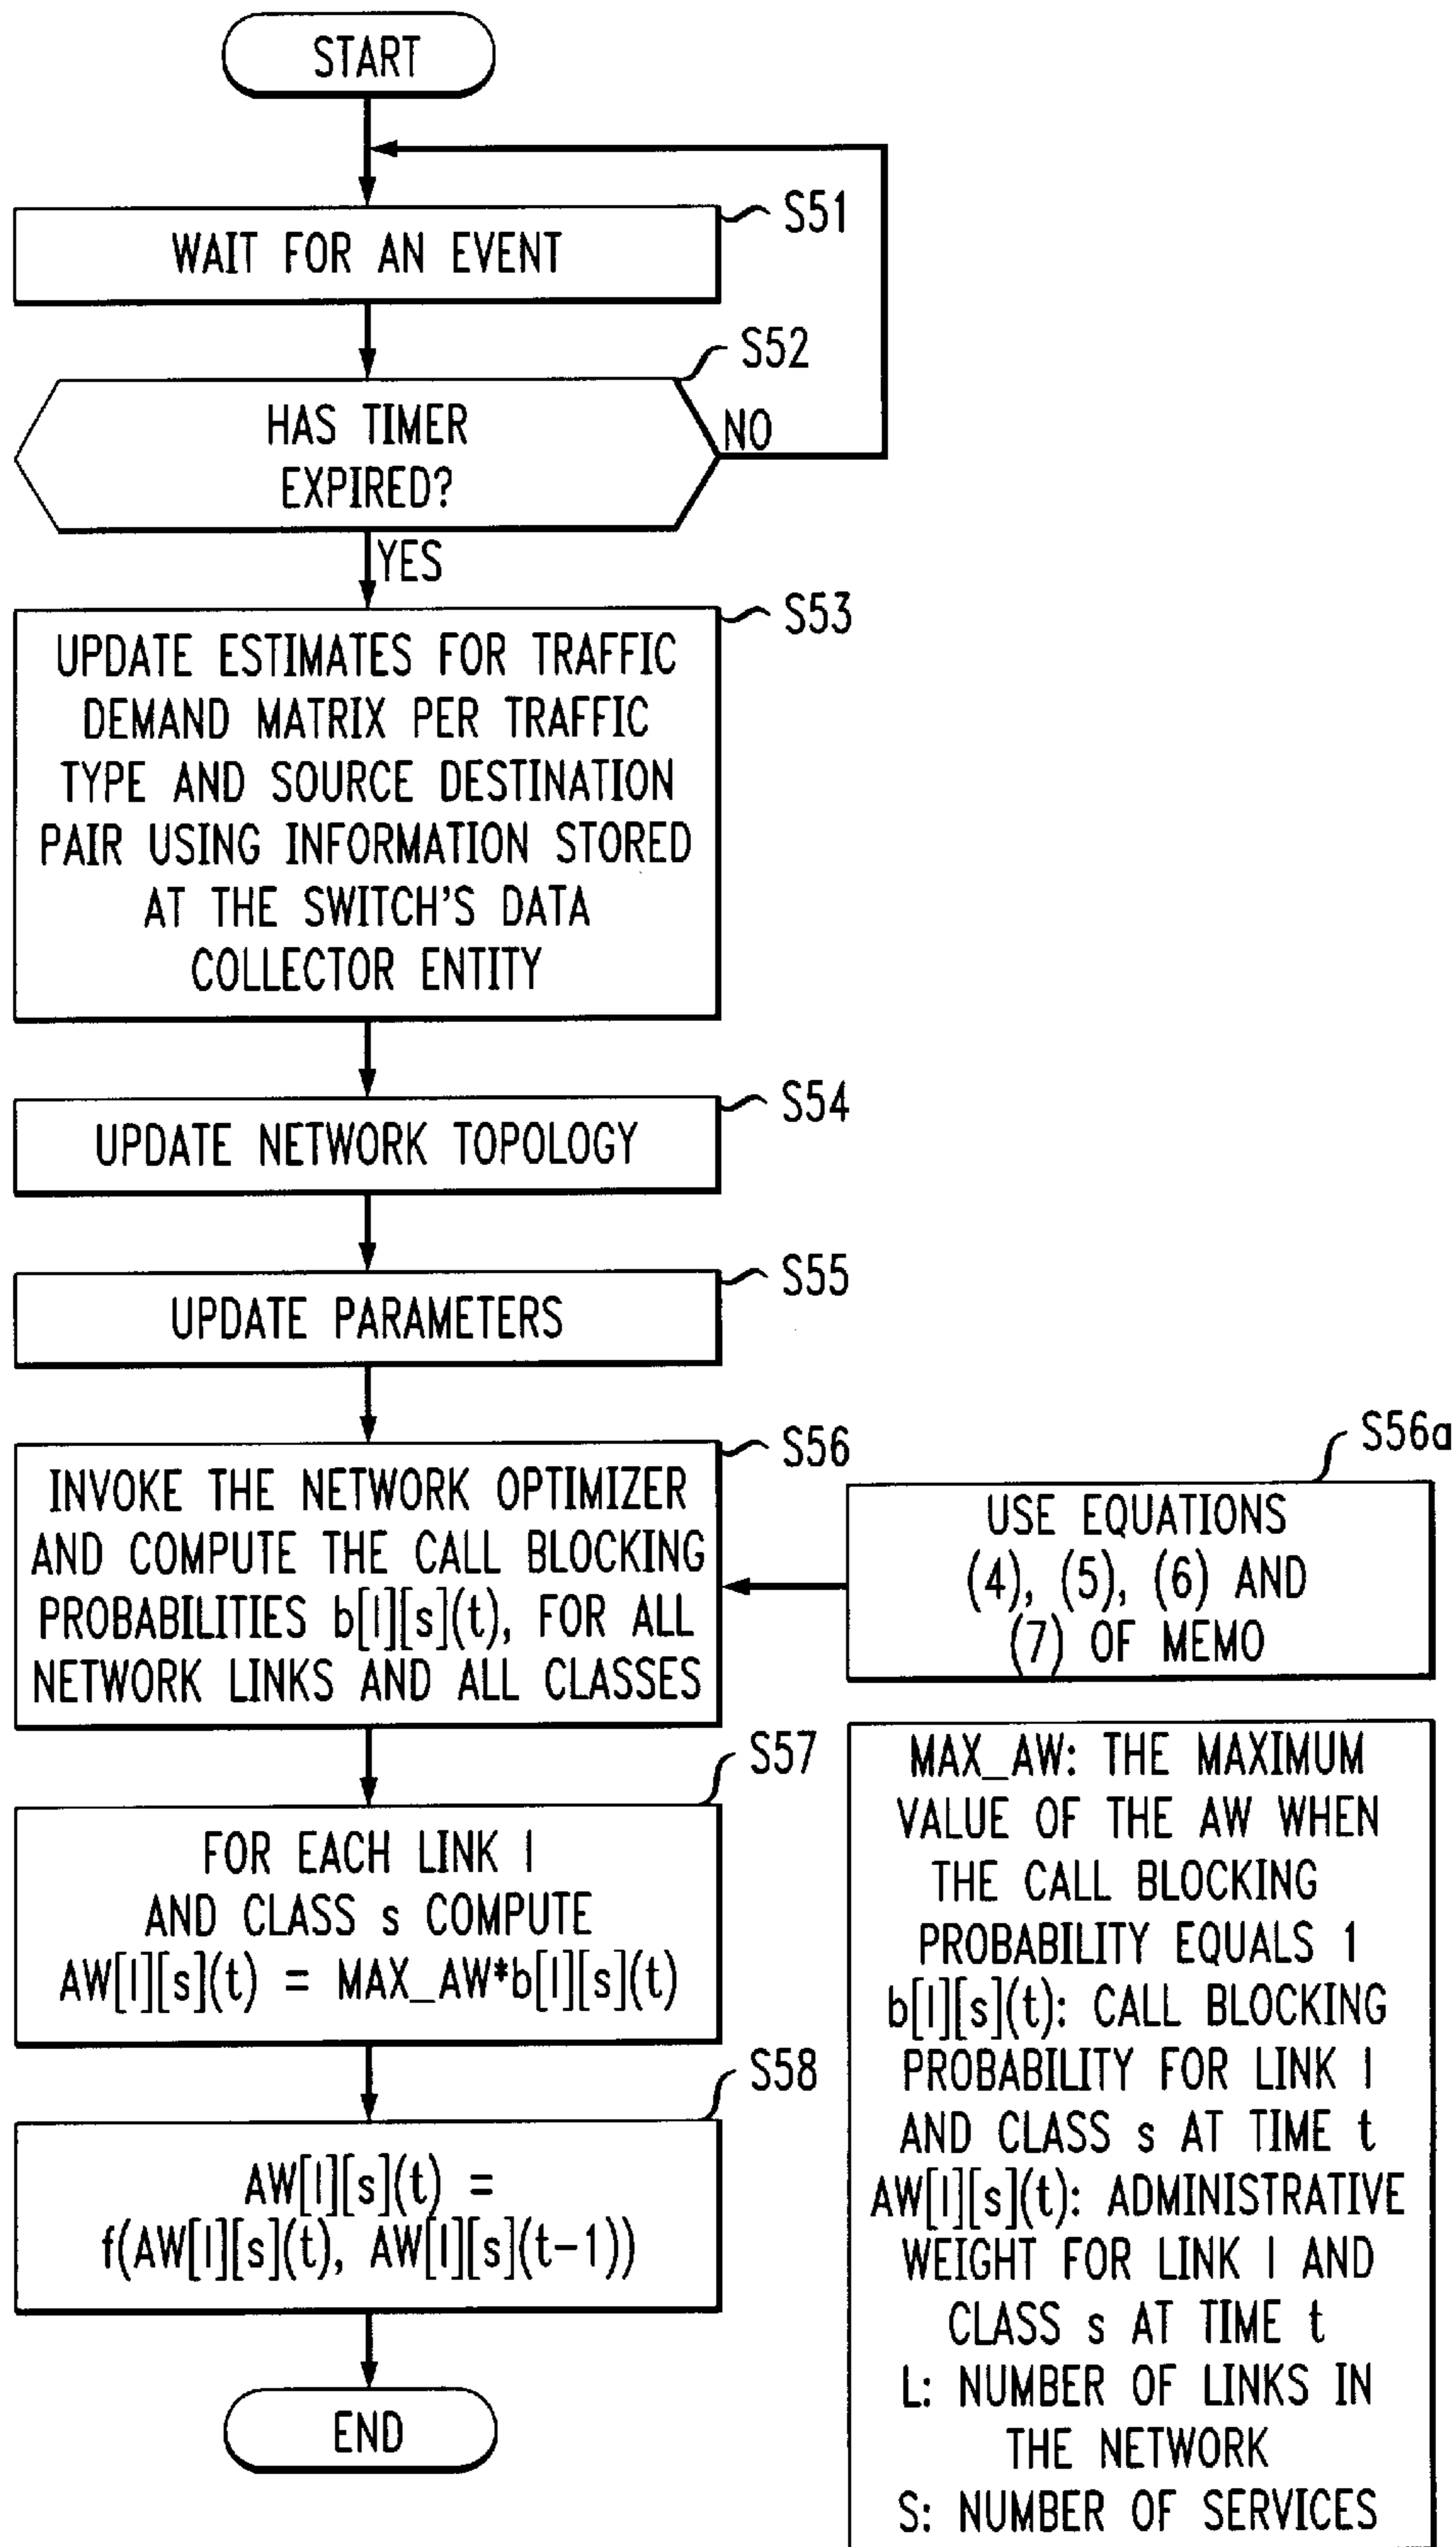 START
WAIT FOR AN EVENT
S51
HAS TIMER
EXPIRED?
S52
NO
YES
UPDATE ESTIMATES FOR TRAFFIC
DEMAND MATRIX PER TRAFFIC
TYPE AND SOURCE DESTINATION
PAIR USING INFORMATION STORED
AT THE SWITCH'S DATA
COLLECTOR ENTITY
S53
UPDATE NETWORK TOPOLOGY
S54
UPDATE PARAMETERS
S55
INVOKE THE NETWORK OPTIMIZER
AND COMPUTE THE CALL BLOCKING
PROBABILITIES b[l][s](t), FOR ALL
NETWORK LINKS AND ALL CLASSES
S56
USE EQUATIONS
(4), (5), (6) AND
(7) OF MEMO
S56a
FOR EACH LINK l
AND CLASS s COMPUTE
AW[l][s](t) = MAX_AW*b[l][s](t)
S57
AW[l][s](t) =
f(AW[l][s](t), AW[l][s](t-1))
S58
END
MAX_AW: THE MAXIMUM
VALUE OF THE AW WHEN
THE CALL BLOCKING
PROBABILITY EQUALS 1
b[l][s](t): CALL BLOCKING
PROBABILITY FOR LINK l
AND CLASS s AT TIME t
AW[l][s](t): ADMINISTRATIVE
WEIGHT FOR LINK l AND
CLASS s AT TIME t
L: NUMBER OF LINKS IN
THE NETWORK
S: NUMBER OF SERVICES